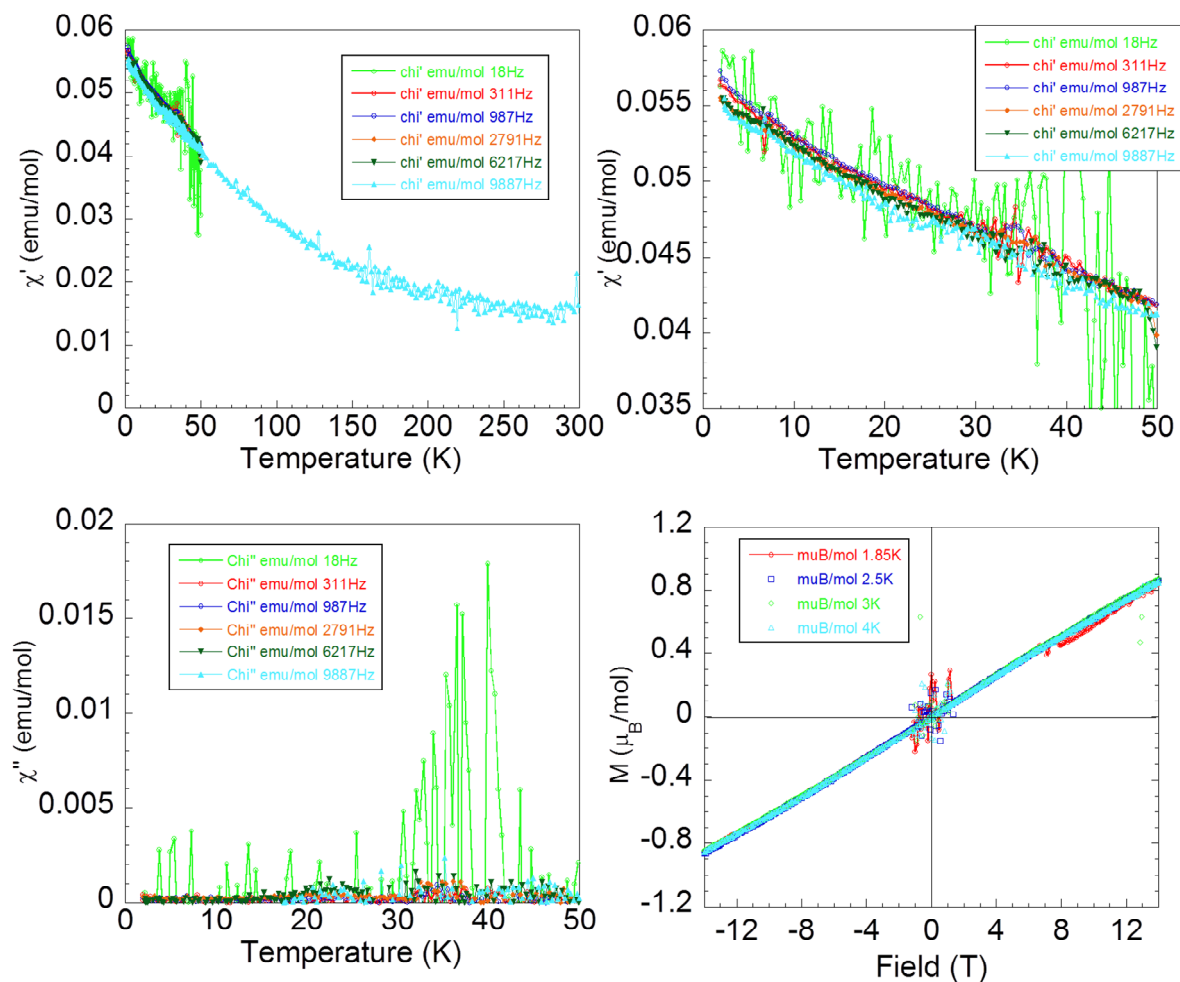 χ' (emu/mol)
0.06
0.05
0.04
0.03
0.02
0.01
0
chi' emu/mol 18Hz
chi' emu/mol 311Hz
chi' emu/mol 987Hz
chi' emu/mol 2791Hz
chi' emu/mol 6217Hz
chi' emu mol 9887Hz
0 50 100 150 200 250 300
Temperature (K)
χ' (emu/mol)
0.06
0.055
0.05
0.045
0.04
0.035
chi' emu/mol 18Hz
chi' emu/mol 311Hz
chi' emu/mol 987Hz
chi' emu/mol 2791Hz
chi' emu/mol 6217Hz
chi' emu mol 9887Hz
0 10 20 30 40 50
Temperature (K)
χ" (emu/mol)
0.02
0.015
0.01
0.005
0
Chi" emu/mol 18Hz
Chi" emu/mol 311Hz
Chi" emu/mol 987Hz
Chi" emu/mol 2791Hz
Chi" emu/mol 6217Hz
Chi" emu/mol 9887Hz
0 10 20 30 40 50
Temperature (K)
M (μB/mol)
1.2
0.8
0.4
0
-0.4
-0.8
-1.2
muB/mol 1.85K
muB/mol 2.5K
muB/mol 3K
muB/mol 4K
-12 -8 -4 0 4 8 12
Field (T)